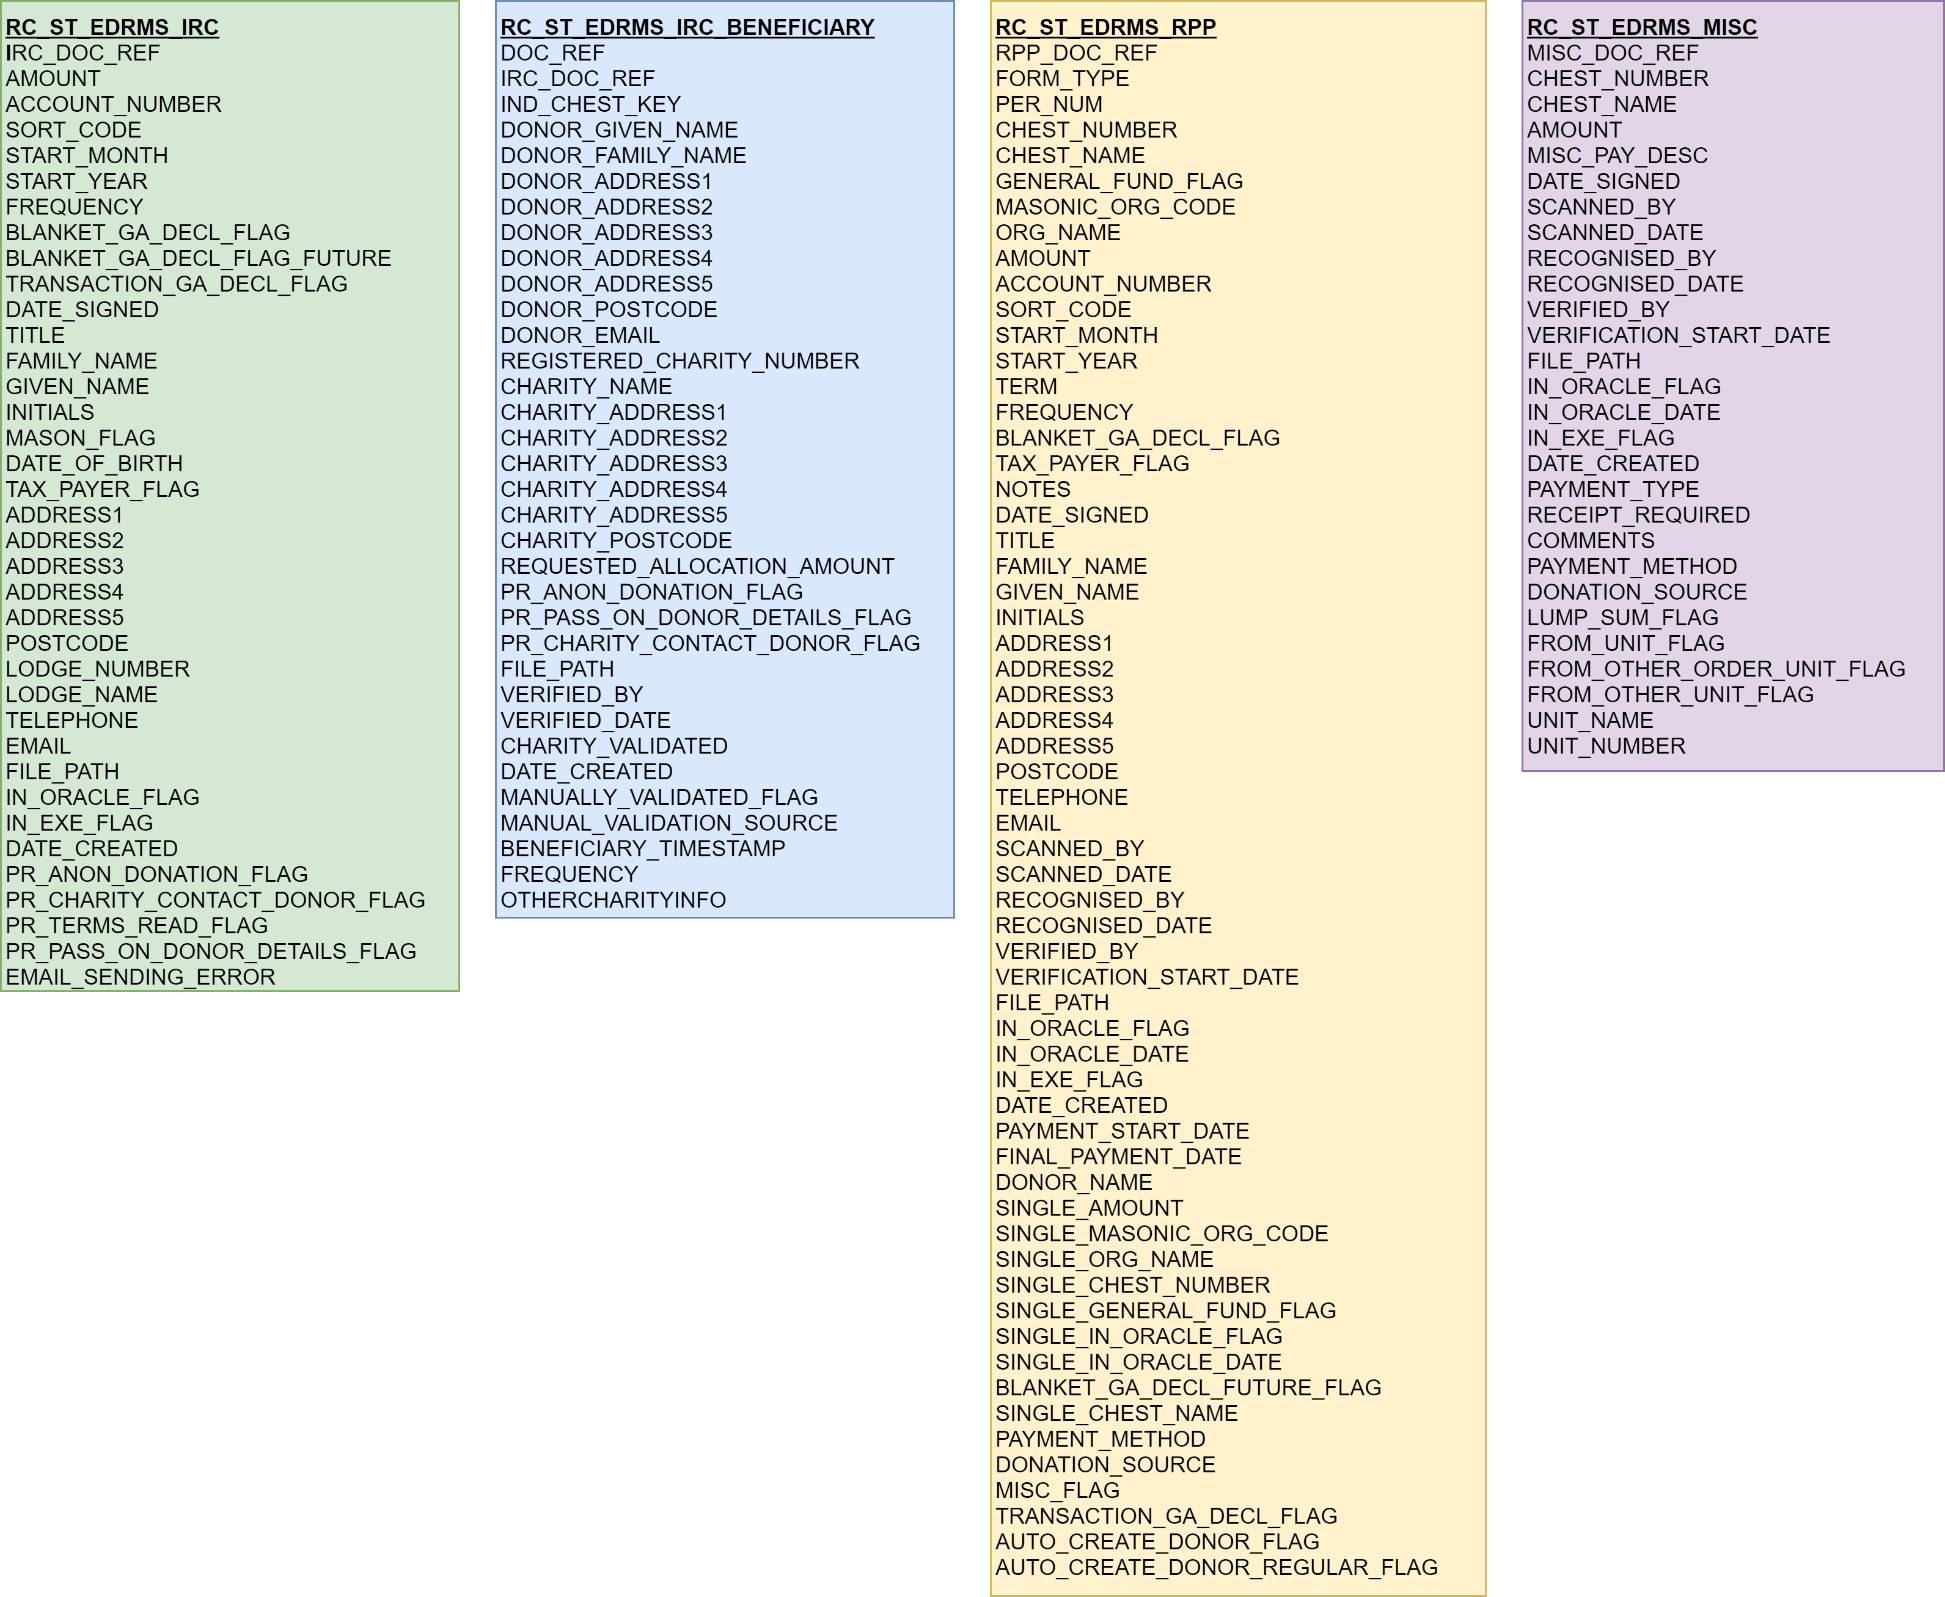 RC_ST_EDRMS_IRC
IRC_DOC_REF
AMOUNT
ACCOUNT_NUMBER
SORT_CODE
START_MONTH
START_YEAR
FREQUENCY
BLANKET_GA_DECL_FLAG
BLANKET_GA_DECL_FLAG_FUTURE
TRANSACTION_GA_DECL_FLAG
DATE_SIGNED
TITLE
FAMILY_NAME
GIVEN_NAME
INITIALS
MASON_FLAG
DATE_OF_BIRTH
TAX_PAYER_FLAG
ADDRESS1
ADDRESS2
ADDRESS3
ADDRESS4
ADDRESS5
POSTCODE
LODGE_NUMBER
LODGE_NAME
TELEPHONE
EMAIL
FILE_PATH
IN_ORACLE_FLAG
IN_EXE_FLAG
DATE_CREATED
PR_ANON_DONATION_FLAG
PR_CHARITY_CONTACT_DONOR_FLAG
PR_TERMS_READ_FLAG
PR_PASS_ON_DONOR_DETAILS_FLAG
EMAIL_SENDING_ERROR
RC_ST_EDRMS_IRC_BENEFICIARY
DOC_REF
IRC_DOC_REF
IND_CHEST_KEY
DONOR_GIVEN_NAME
DONOR_FAMILY_NAME
DONOR_ADDRESS1
DONOR_ADDRESS2
DONOR_ADDRESS3
DONOR_ADDRESS4
DONOR_ADDRESS5
DONOR_POSTCODE
DONOR_EMAIL
REGISTERED_CHARITY_NUMBER
CHARITY_NAME
CHARITY_ADDRESS1
CHARITY_ADDRESS2
CHARITY_ADDRESS3
CHARITY_ADDRESS4
CHARITY_ADDRESS5
CHARITY_POSTCODE
REQUESTED_ALLOCATION_AMOUNT
PR_ANON_DONATION_FLAG
PR_PASS_ON_DONOR_DETAILS_FLAG
PR_CHARITY_CONTACT_DONOR_FLAG
FILE_PATH
VERIFIED_BY
VERIFIED_DATE
CHARITY_VALIDATED
DATE_CREATED
MANUALLY_VALIDATED_FLAG
MANUAL_VALIDATION_SOURCE
BENEFICIARY_TIMESTAMP
FREQUENCY
OTHERCHARITYINFO
RC_ST_EDRMS_RPP
RPP_DOC_REF
FORM_TYPE
PER_NUM
CHEST_NUMBER
CHEST_NAME
GENERAL_FUND_FLAG
MASONIC_ORG_CODE
ORG_NAME
AMOUNT
ACCOUNT_NUMBER
SORT_CODE
START_MONTH
START_YEAR
TERM
FREQUENCY
BLANKET_GA_DECL_FLAG
TAX_PAYER_FLAG
NOTES
DATE_SIGNED
TITLE
FAMILY_NAME
GIVEN_NAME
INITIALS
ADDRESS1
ADDRESS2
ADDRESS3
ADDRESS4
ADDRESS5
POSTCODE
TELEPHONE
EMAIL
SCANNED_BY
SCANNED_DATE
RECOGNISED_BY
RECOGNISED_DATE
VERIFIED_BY
VERIFICATION_START_DATE
FILE_PATH
IN_ORACLE_FLAG
IN_ORACLE_DATE
IN_EXE_FLAG
DATE_CREATED
PAYMENT_START_DATE
FINAL_PAYMENT_DATE
DONOR_NAME
SINGLE_AMOUNT
SINGLE_MASONIC_ORG_CODE
SINGLE_ORG_NAME
SINGLE_CHEST_NUMBER
SINGLE_GENERAL_FUND_FLAG
SINGLE_IN_ORACLE_FLAG
SINGLE_IN_ORACLE_DATE
BLANKET_GA_DECL_FUTURE_FLAG
SINGLE_CHEST_NAME
PAYMENT_METHOD
DONATION_SOURCE
MISC_FLAG
TRANSACTION_GA_DECL_FLAG
AUTO_CREATE_DONOR_FLAG
AUTO_CREATE_DONOR_REGULAR_FLAG
RC_ST_EDRMS_MISC
MISC_DOC_REF
CHEST_NUMBER
CHEST_NAME
AMOUNT
MISC_PAY_DESC
DATE_SIGNED
SCANNED_BY
SCANNED_DATE
RECOGNISED_BY
RECOGNISED_DATE
VERIFIED_BY
VERIFICATION_START_DATE
FILE_PATH
IN_ORACLE_FLAG
IN_ORACLE_DATE
IN_EXE_FLAG
DATE_CREATED
PAYMENT_TYPE
RECEIPT_REQUIRED
COMMENTS
PAYMENT_METHOD
DONATION_SOURCE
LUMP_SUM_FLAG
FROM_UNIT_FLAG
FROM_OTHER_ORDER_UNIT_FLAG
FROM_OTHER_UNIT_FLAG
UNIT_NAME
UNIT_NUMBER